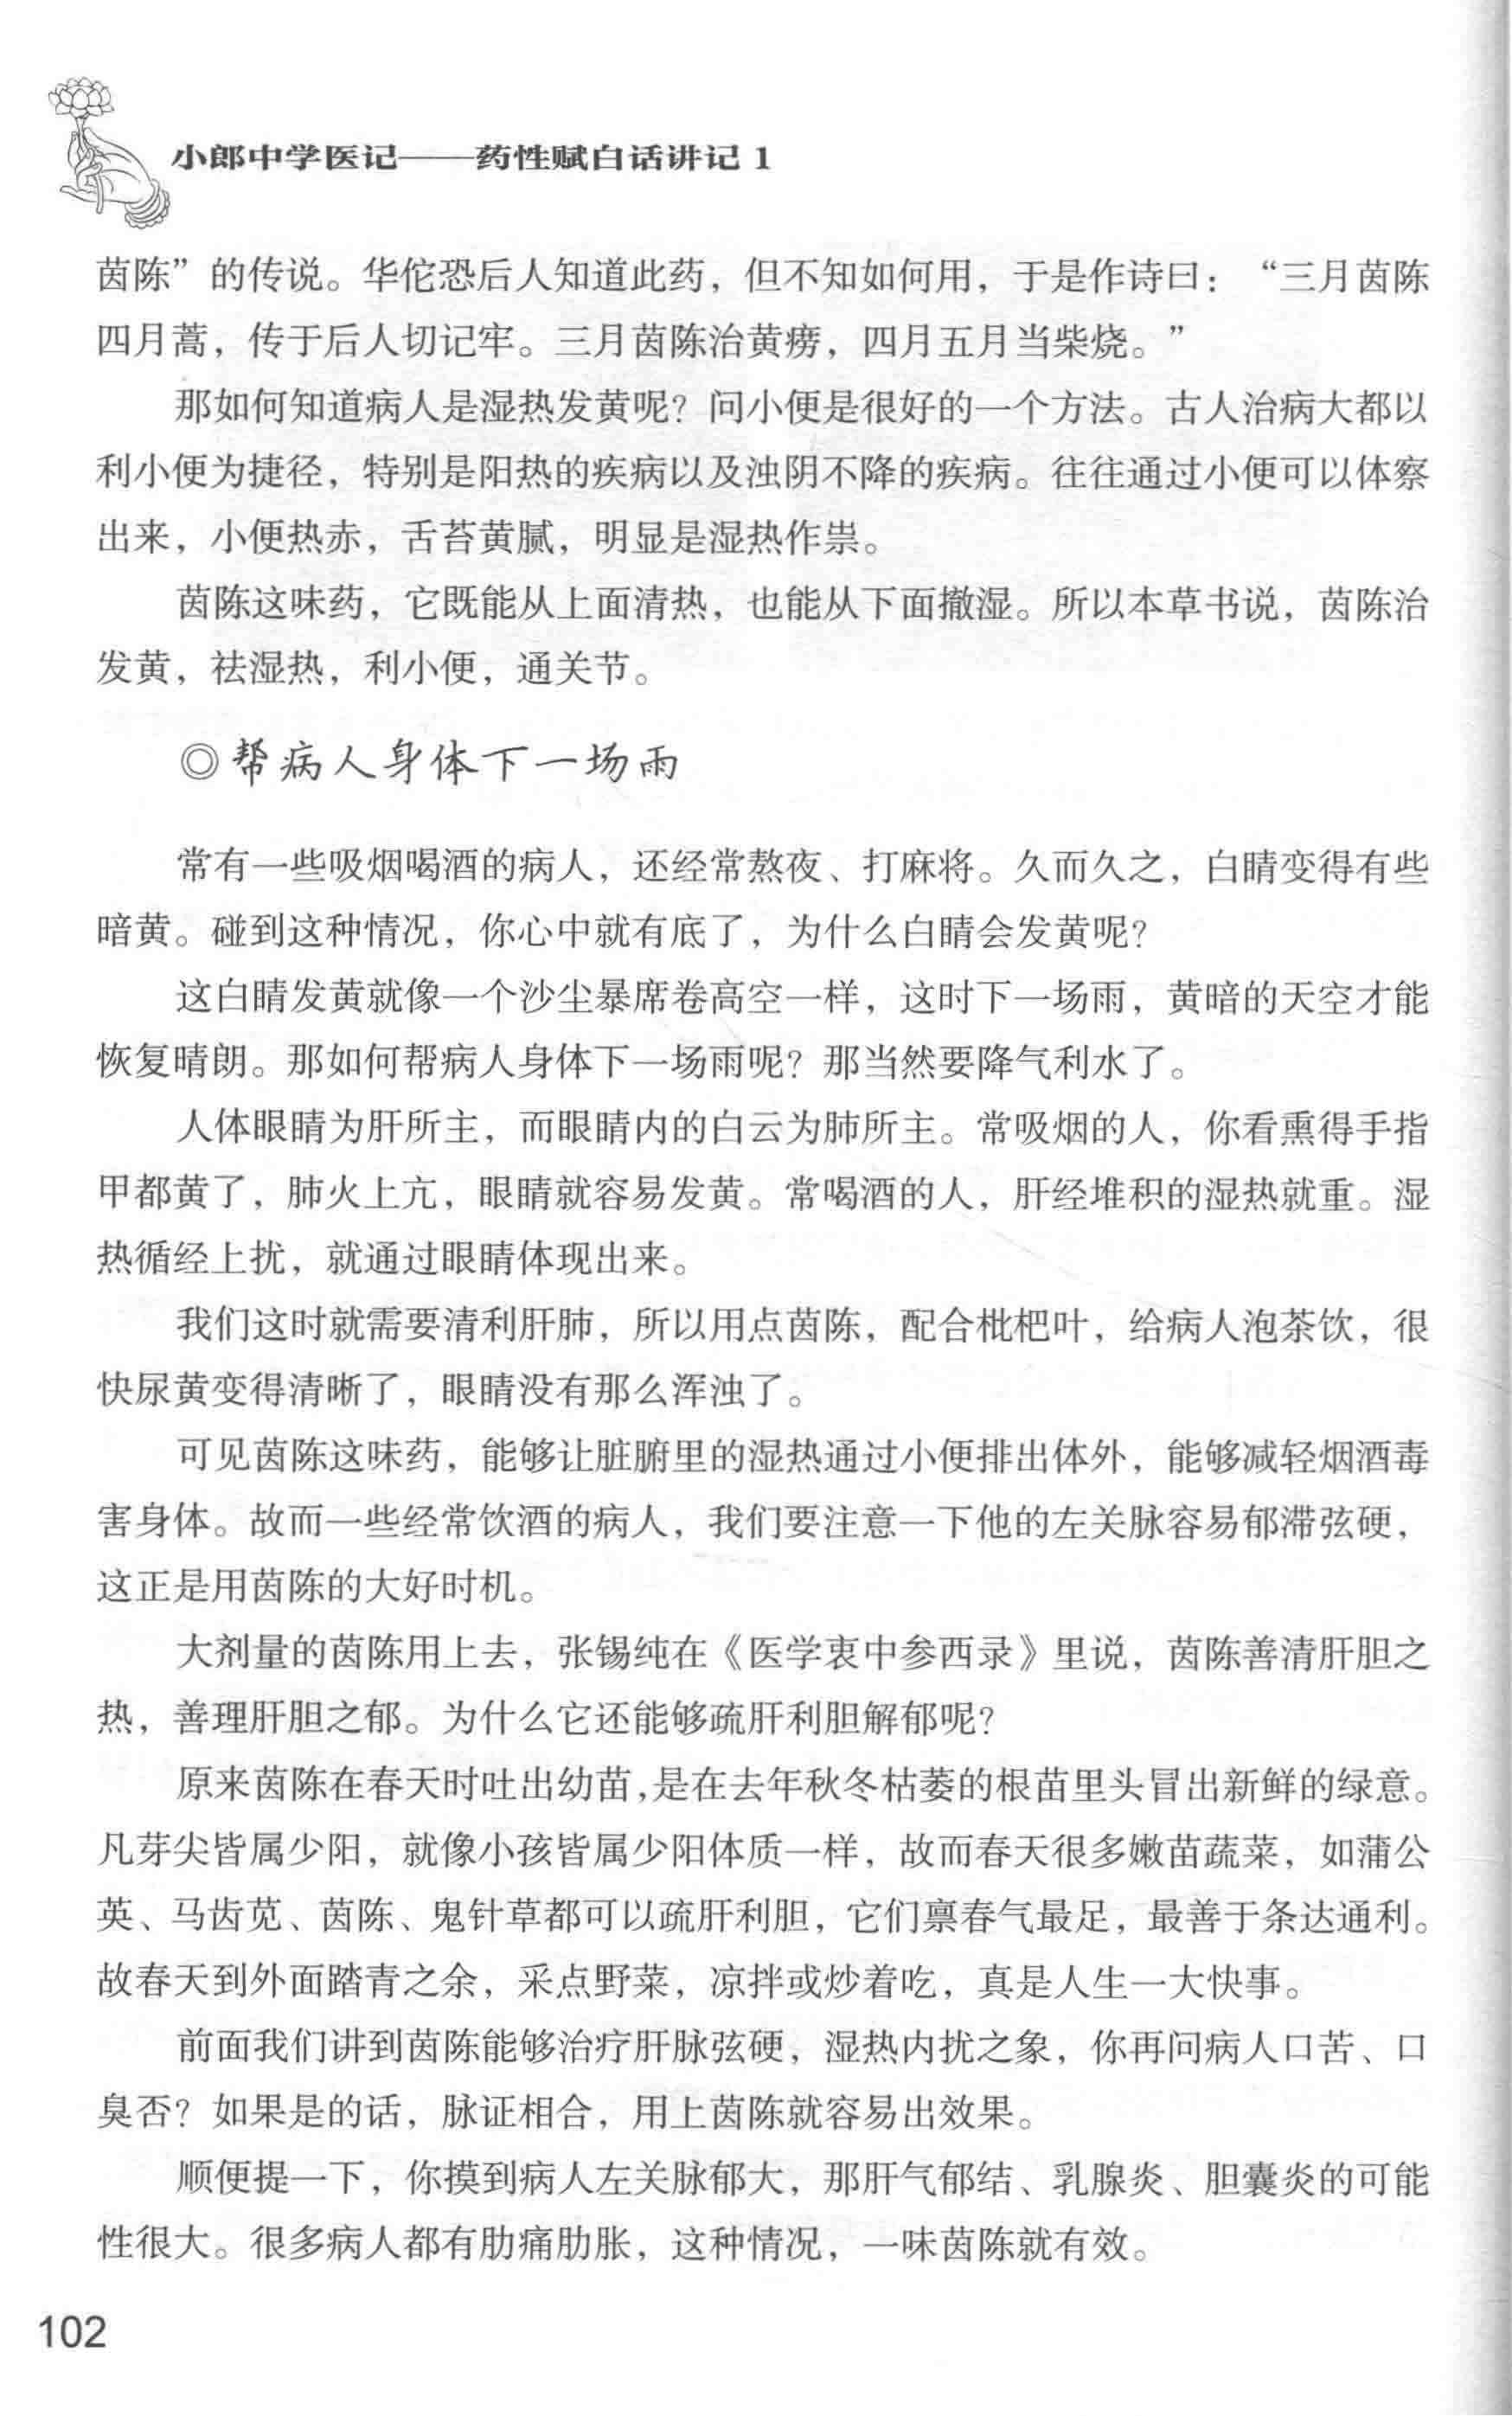 小郎中学医记——药性赋白话讲记 1
茵陈”的传说。华佗恐后人知道此药，但不知如何用，于是作诗曰：“三月茵陈
四月蒿，传于后人切记牢。三月茵陈治黄痨，四月五月当柴烧。”
那如何知道病人是湿热发黄呢？问小便是很好的一个方法。古人治病大都以
利小便为捷径，特别是阳热的疾病以及浊阴不降的疾病。往往通过小便可以体察
出来，小便热赤，舌苔黄腻，明显是湿热作祟。
茵陈这味药，它既能从上面清热，也能从下面撤湿。所以本草书说，茵陈治
发黄，祛湿热，利小便，通关节。
◎帮病人身体下一场雨
常有一些吸烟喝酒的病人，还经常熬夜、打麻将。久而久之，白睛变得有些
暗黄。碰到这种情况，你心中就有底了，为什么白睛会发黄呢？
这白睛发黄就像一个沙尘暴席卷高空一样，这时下一场雨，黄暗的天空才能
恢复晴朗。那如何帮病人身体下一场雨呢？那当然要降气利水了。
人体眼睛为肝所主，而眼睛内的白云为肺所主。常吸烟的人，你看熏得手指
甲都黄了，肺火上亢，眼睛就容易发黄。常喝酒的人，肝经堆积的湿热就重。湿
热循经上扰，就通过眼睛体现出来。
我们这时就需要清利肝肺，所以用点茵陈，配合枇杷叶，给病人泡茶饮，很
快尿黄变得清晰了，眼睛没有那么浑浊了。
可见茵陈这味药，能够让脏腑里的湿热通过小便排出体外，能够减轻烟酒毒
害身体。故而一些经常饮酒的病人，我们要注意一下他的左关脉容易郁滞弦硬，
这正是用茵陈的大好时机。
大剂量的茵陈用上去，张锡纯在《医学衷中参西录》里说，茵陈善清肝胆之
热，善理肝胆之郁。为什么它还能够疏肝利胆解郁呢？
原来茵陈在春天时吐出幼苗，是在去年秋冬枯萎的根苗里头冒出新鲜的绿意。
凡芽尖皆属少阳，就像小孩皆属少阳体质一样，故而春天很多嫩苗蔬菜，如蒲公
英、马齿苋、茵陈、鬼针草都可以疏肝利胆，它们禀春气最足，最善于条达通利。
故春天到外面踏青之余，采点野菜，凉拌或炒着吃，真是人生一大快事。
前面我们讲到茵陈能够治疗肝脉弦硬，湿热内扰之象，你再问病人口苦、口
臭否？如果是的话，脉证相合，用上茵陈就容易出效果。
顺便提一下，你摸到病人左关脉郁大，那肝气郁结、乳腺炎、胆囊炎的可能
性很大。很多病人都有肋痛肋胀，这种情况，一味茵陈就有效。
102